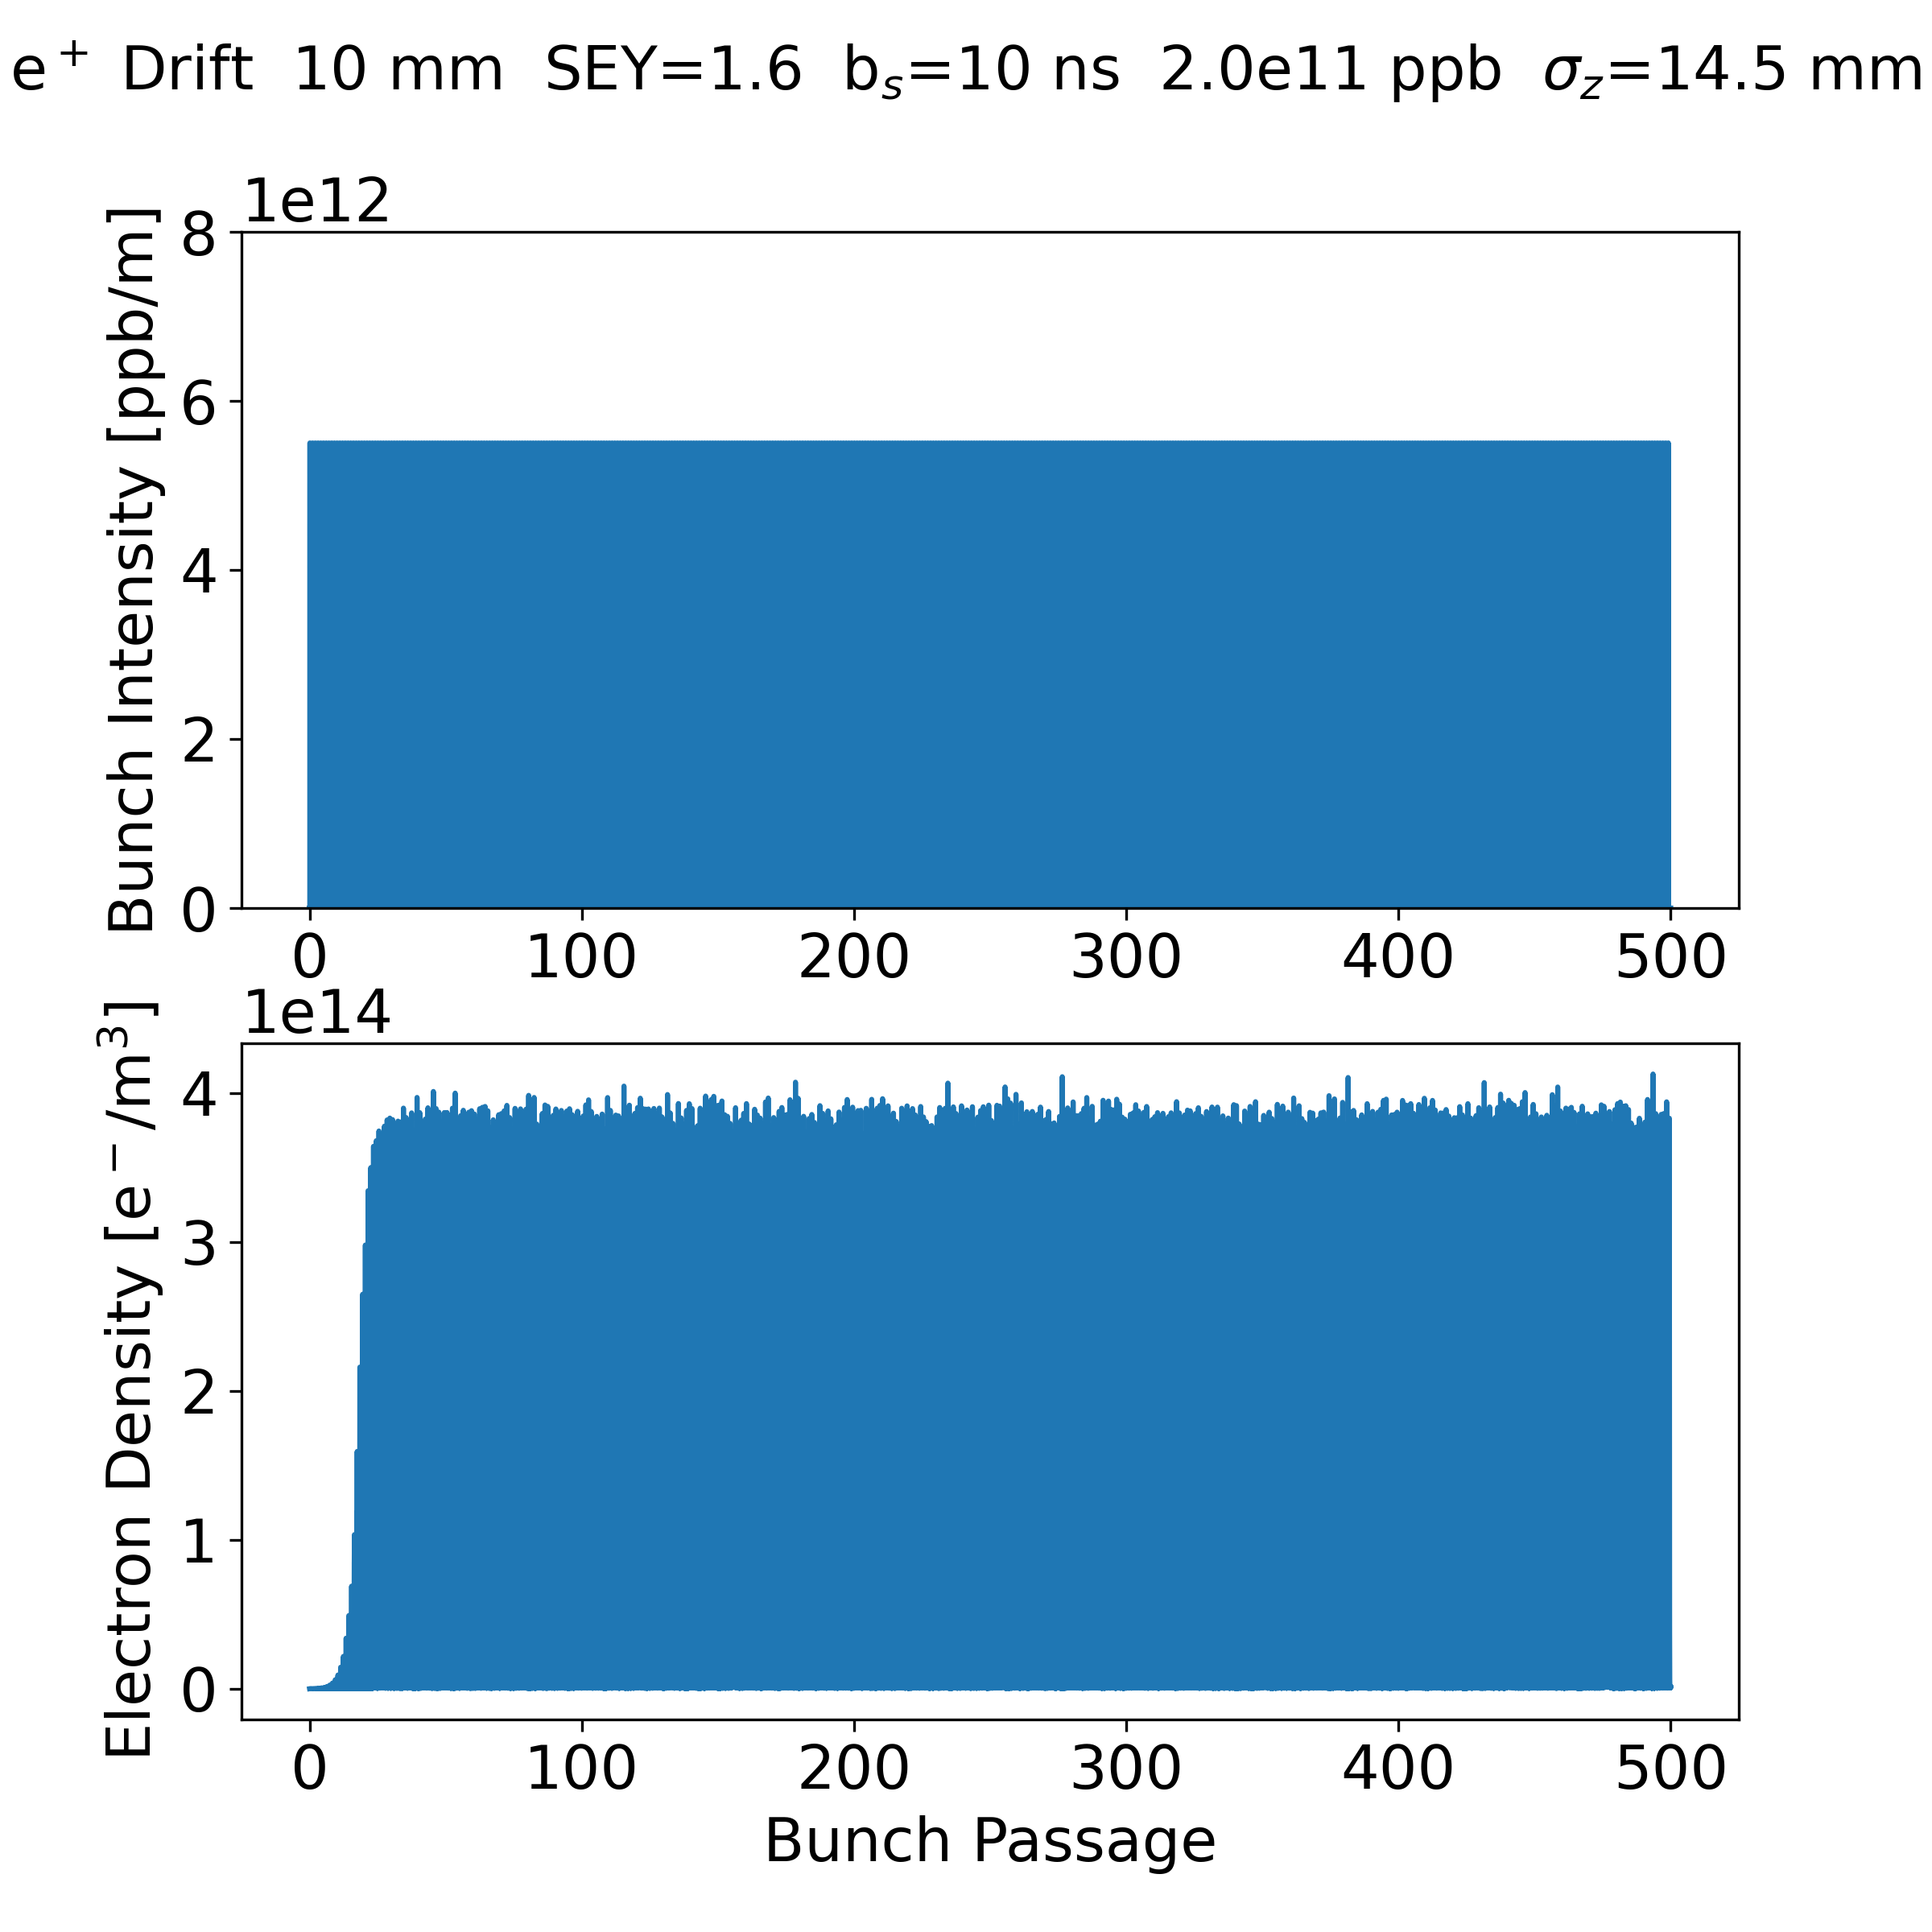 e⁺ Drift 10 mm SEY=1.6 bₛ=10 ns 2.0e11 ppb σ_z=14.5 mm
1e12
Bunch Intensity [ppb/m]
8
6
4
2
0
0 100 200 300 400 500
1e14
Electron Density [e⁻/m³]
4
3
2
1
0
0 100 200 300 400 500
Bunch Passage